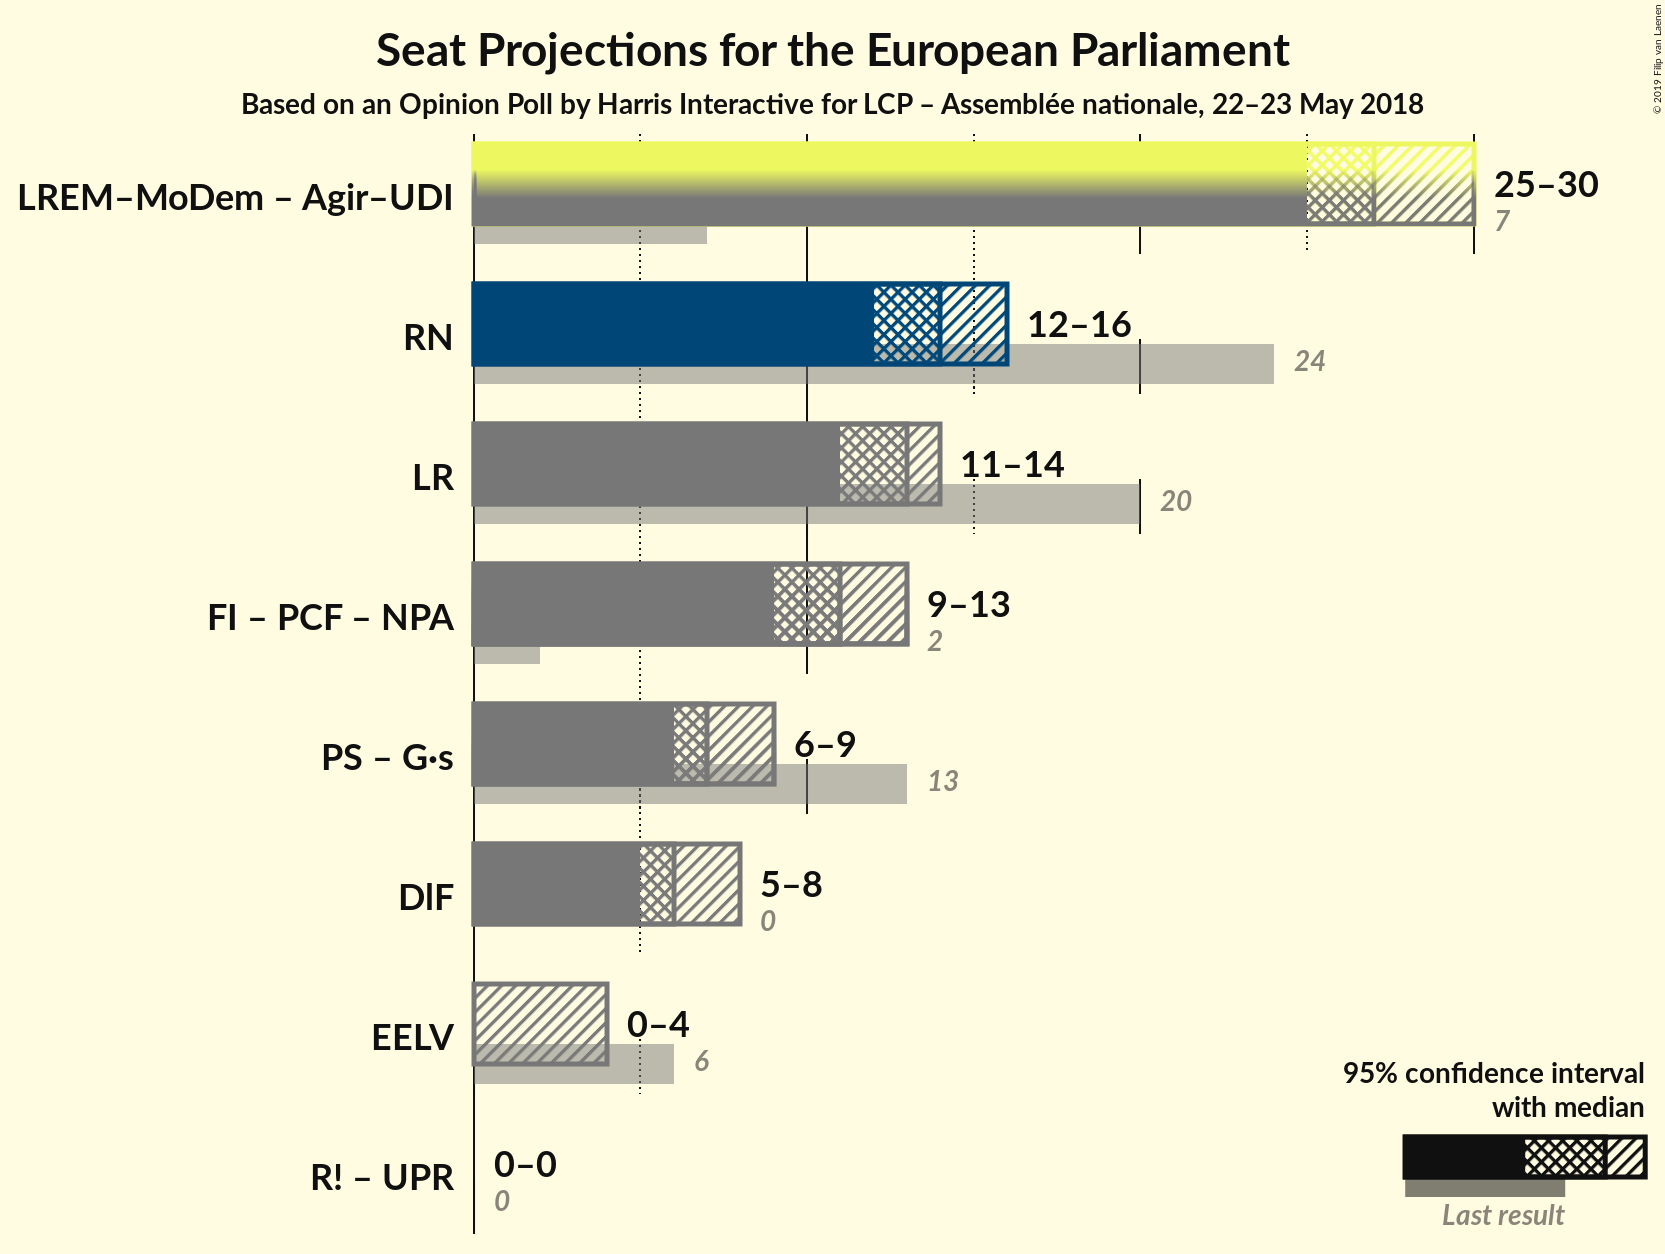 Seat Projections for the European Parliament
Based on an Opinion Poll by Harris Interactive for LCP – Assemblée nationale, 22–23 May 2018
© 2019 Filip van Laenen
LREM–MoDem – Agir–UDI
25–30
7
RN
12–16
24
LR
11–14
20
FI – PCF – NPA
9–13
2
PS – G·s
6–9
13
DlF
5–8
0
EELV
0–4
6
R! – UPR
0–0
0
95% confidence interval
with median
Last result